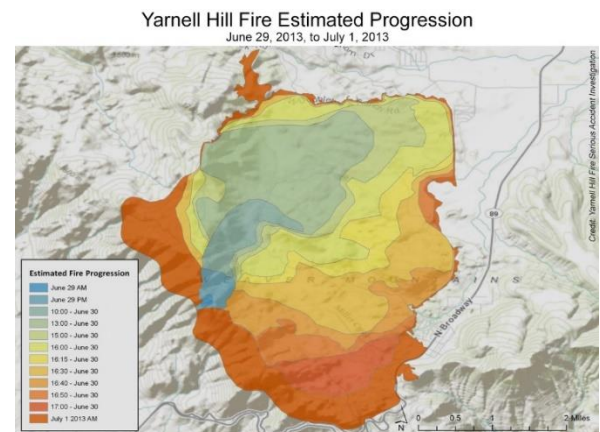 Yarnell Hill Fire Estimated Progression
June 29, 2013, to July 1, 2013
Credit: Yarnell Hill Fire Serious Accident Investigation
89
A I N S
N Broadway
Estimated Fire Progression
June 29 AM
June 29 PM
10:00 - June 30
13:00 - June 30
15:00 - June 30
16:00 - June 30
16:15 - June 30
16:30 - June 30
16:40 - June 30
16:50 - June 30
17:00 - June 30
July 1 2013 AM
N
0 0.5 1 2 Miles